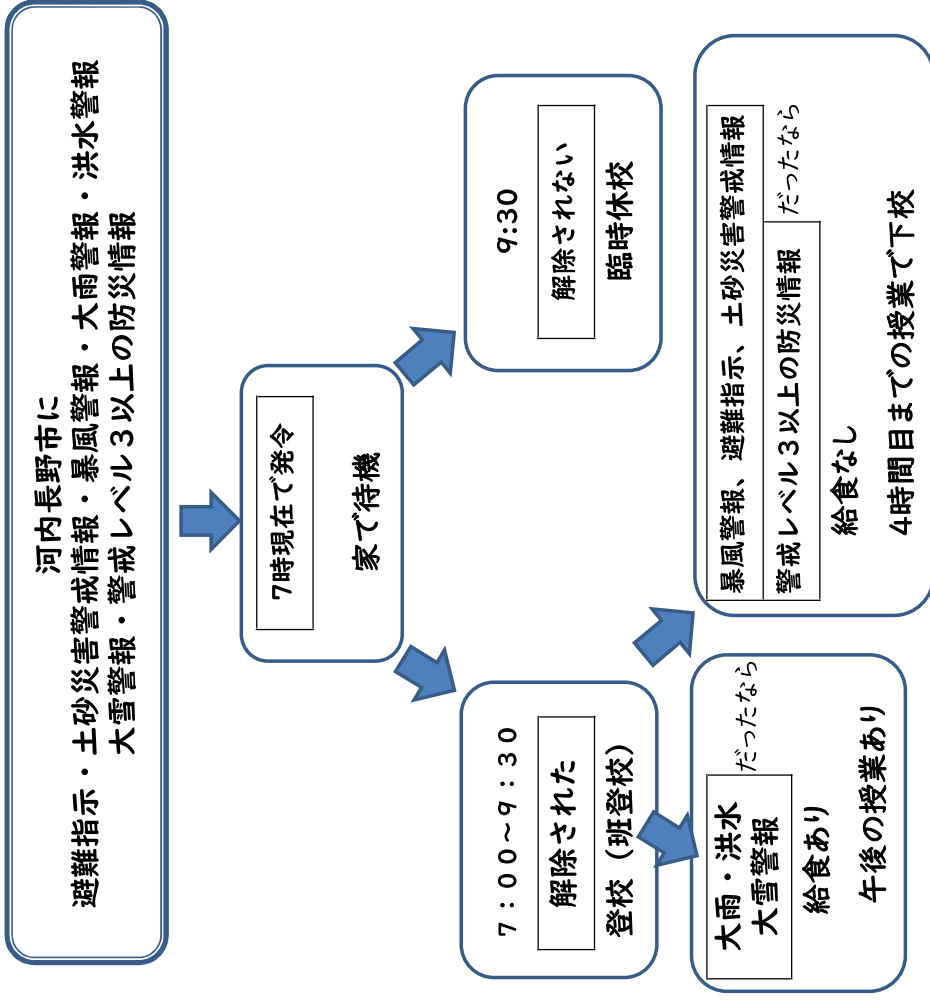 河内長野市に
避難指示・土砂災害警戒情報・暴風警報・大雨警報・洪水警報
大雪警報・警戒レベル３以上の防災情報
7時現在で発令
家で待機
７：００～９：３０
解除された
登校（班登校）
9:30
解除されない
臨時休校
大雨・洪水
大雪警報
だったなら
給食あり
午後の授業あり
暴風警報、避難指示、土砂災害警戒情報
警戒レベル３以上の防災情報
だったなら
給食なし
4時間目までの授業で下校